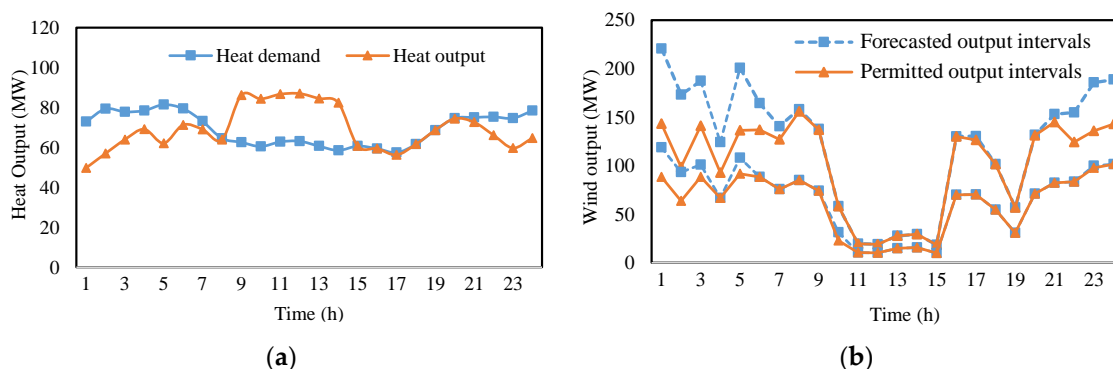 120
100
80
60
40
20
0
Heat Output (MW)
Heat demand
Heat output
1 3 5 7 9 11 13 15 17 19 21 23
Time (h)
(a)
250
200
150
100
50
0
Wind output (MW)
Forecasted output intervals
Permitted output intervals
1 3 5 7 9 11 13 15 17 19 21 23
Time (h)
(b)